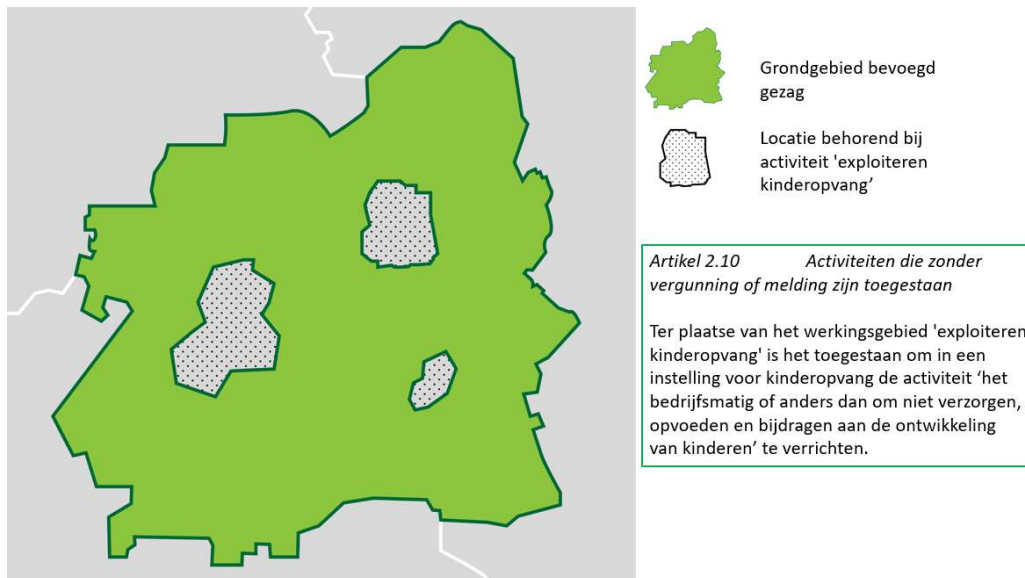 Grondgebied bevoegd
gezag
Locatie behorend bij
activiteit 'exploiteren
kinderopvang’
Artikel 2.10 Activiteiten die zonder
vergunning of melding zijn toegestaan
Ter plaatse van het werkingsgebied 'exploiteren
kinderopvang' is het toegestaan om in een
instelling voor kinderopvang de activiteit ‘het
bedrijfsmatig of anders dan om niet verzorgen,
opvoeden en bijdragen aan de ontwikkeling
van kinderen’ te verrichten.